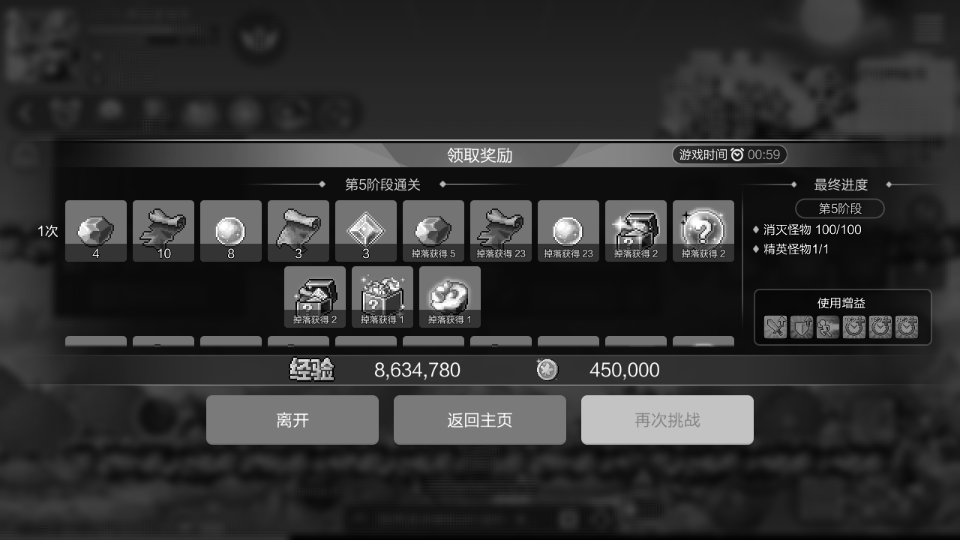 领取奖励
游戏时间 00:59
第5阶段通关
最终进度
第5阶段
1次
消灭怪物 100/100
精英怪物1/1
4
10
8
3
3
掉落获得 5
掉落获得 23
掉落获得 23
掉落获得 2
掉落获得 2
掉落获得 2
掉落获得 1
掉落获得 1
使用增益
经验 8,634,780 450,000
离开
返回主页
再次挑战